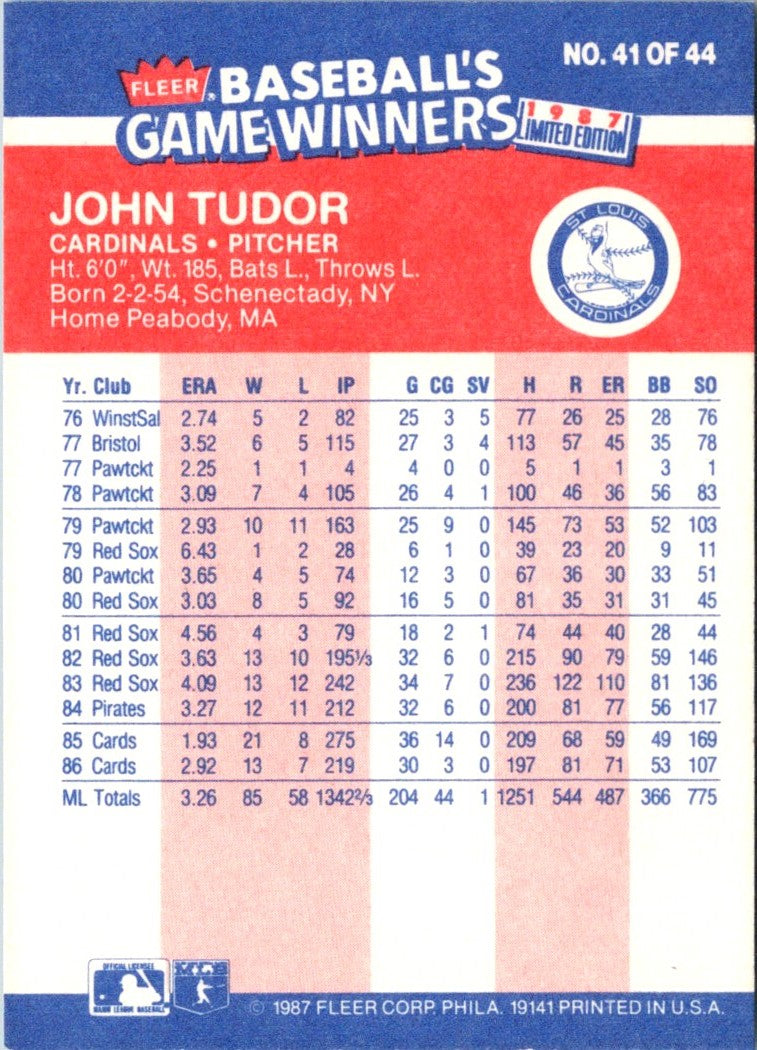 NO. 41 OF 44
FLEER BASEBALL'S
GAME WINNERS
1987
LIMITED EDITION
JOHN TUDOR
CARDINALS • PITCHER
Ht. 6'0", Wt. 185, Bats L., Throws L.
Born 2-2-54, Schenectady, NY
Home Peabody, MA
ST LOUIS
CARDINALS
Yr. Club ERA W L IP G CG SV H R ER BB SO
76 WinstSal 2.74 5 2 82 25 3 5 77 26 25 28 76
77 Bristol 3.52 6 5 115 27 3 4 113 57 45 35 78
77 Pawtckt 2.25 1 1 4 4 0 0 5 1 1 3 1
78 Pawtckt 3.09 7 4 105 26 4 1 100 46 36 56 83
79 Pawtckt 2.93 10 11 163 25 9 0 145 73 53 52 103
79 Red Sox 6.43 1 2 28 6 1 0 39 23 20 9 11
80 Pawtckt 3.65 4 5 74 12 3 0 67 36 30 33 51
80 Red Sox 3.03 8 5 92 16 5 0 81 35 31 31 45
81 Red Sox 4.56 4 3 79 18 2 1 74 44 40 28 44
82 Red Sox 3.63 13 10 195⅓ 32 6 0 215 90 79 59 146
83 Red Sox 4.09 13 12 242 34 7 0 236 122 110 81 136
84 Pirates 3.27 12 11 212 32 6 0 200 81 77 56 117
85 Cards 1.93 21 8 275 36 14 0 209 68 59 49 169
86 Cards 2.92 13 7 219 30 3 0 197 81 71 53 107
ML Totals 3.26 85 58 1342⅔ 204 44 1 1251 544 487 366 775
OFFICIAL LICENSEE
MAJOR LEAGUE BASEBALL
© 1987 FLEER CORP. PHILA. 19141 PRINTED IN U.S.A.